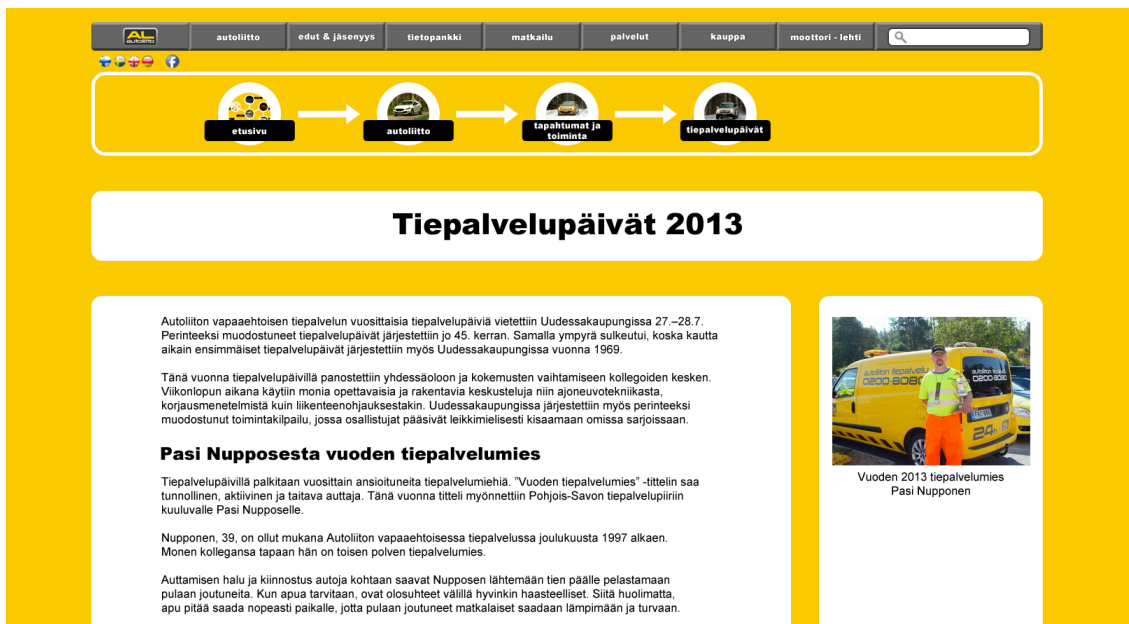 AL
autoliitto
autoliitto
edut & jäsenyys
tietopankki
matkailu
palvelut
kauppa
moottori - lehti
etusivu
autoliitto
tapahtumat ja
toiminta
tiepalvelupäivät
Tiepalvelupäivät 2013
Autoliiton vapaaehtoisen tiepalvelun vuosittaisia tiepalvelupäiviä vietettiin Uudessakaupungissa 27.–28.7.
Perinteeksi muodostuneet tiepalvelupäivät järjestettiin jo 45. kerran. Samalla ympyrä sulkeutui, koska kautta
aikain ensimmäiset tiepalvelupäivät järjestettiin myös Uudessakaupungissa vuonna 1969.
Tänä vuonna tiepalvelupäivillä panostettiin yhdessäoloon ja kokemusten vaihtamiseen kollegoiden kesken.
Viikonlopun aikana käytiin monia opettavaisia ja rakentavia keskusteluja niin ajoneuvotekniikasta,
korjausmenetelmistä kuin liikenteenohjauksestakin. Uudessakaupungissa järjestettiin myös perinteeksi
muodostunut toimintakilpailu, jossa osallistujat pääsivät leikkimielisesti kisaamaan omissa sarjoissaan.
Pasi Nupposesta vuoden tiepalvelumies
Tiepalvelupäivillä palkitaan vuosittain ansioituneita tiepalvelumiehiä. ”Vuoden tiepalvelumies” -tittelin saa
tunnollinen, aktiivinen ja taitava auttaja. Tänä vuonna titteli myönnettiin Pohjois-Savon tiepalvelupiiriin
kuuluvalle Pasi Nupposelle.
Nupponen, 39, on ollut mukana Autoliiton vapaaehtoisessa tiepalvelussa joulukuusta 1997 alkaen.
Monen kollegansa tapaan hän on toisen polven tiepalvelumies.
Auttamisen halu ja kiinnostus autoja kohtaan saavat Nupposen lähtemään tien päälle pelastamaan
pulaan joutuneita. Kun apua tarvitaan, ovat olosuhteet välillä hyvinkin haasteelliset. Siitä huolimatta,
apu pitää saada nopeasti paikalle, jotta pulaan joutuneet matkalaiset saadaan lämpimään ja turvaan.
autoliiton tiepalvelu
0200-8080
0200-8080
24h
Vuoden 2013 tiepalvelumies
Pasi Nupponen